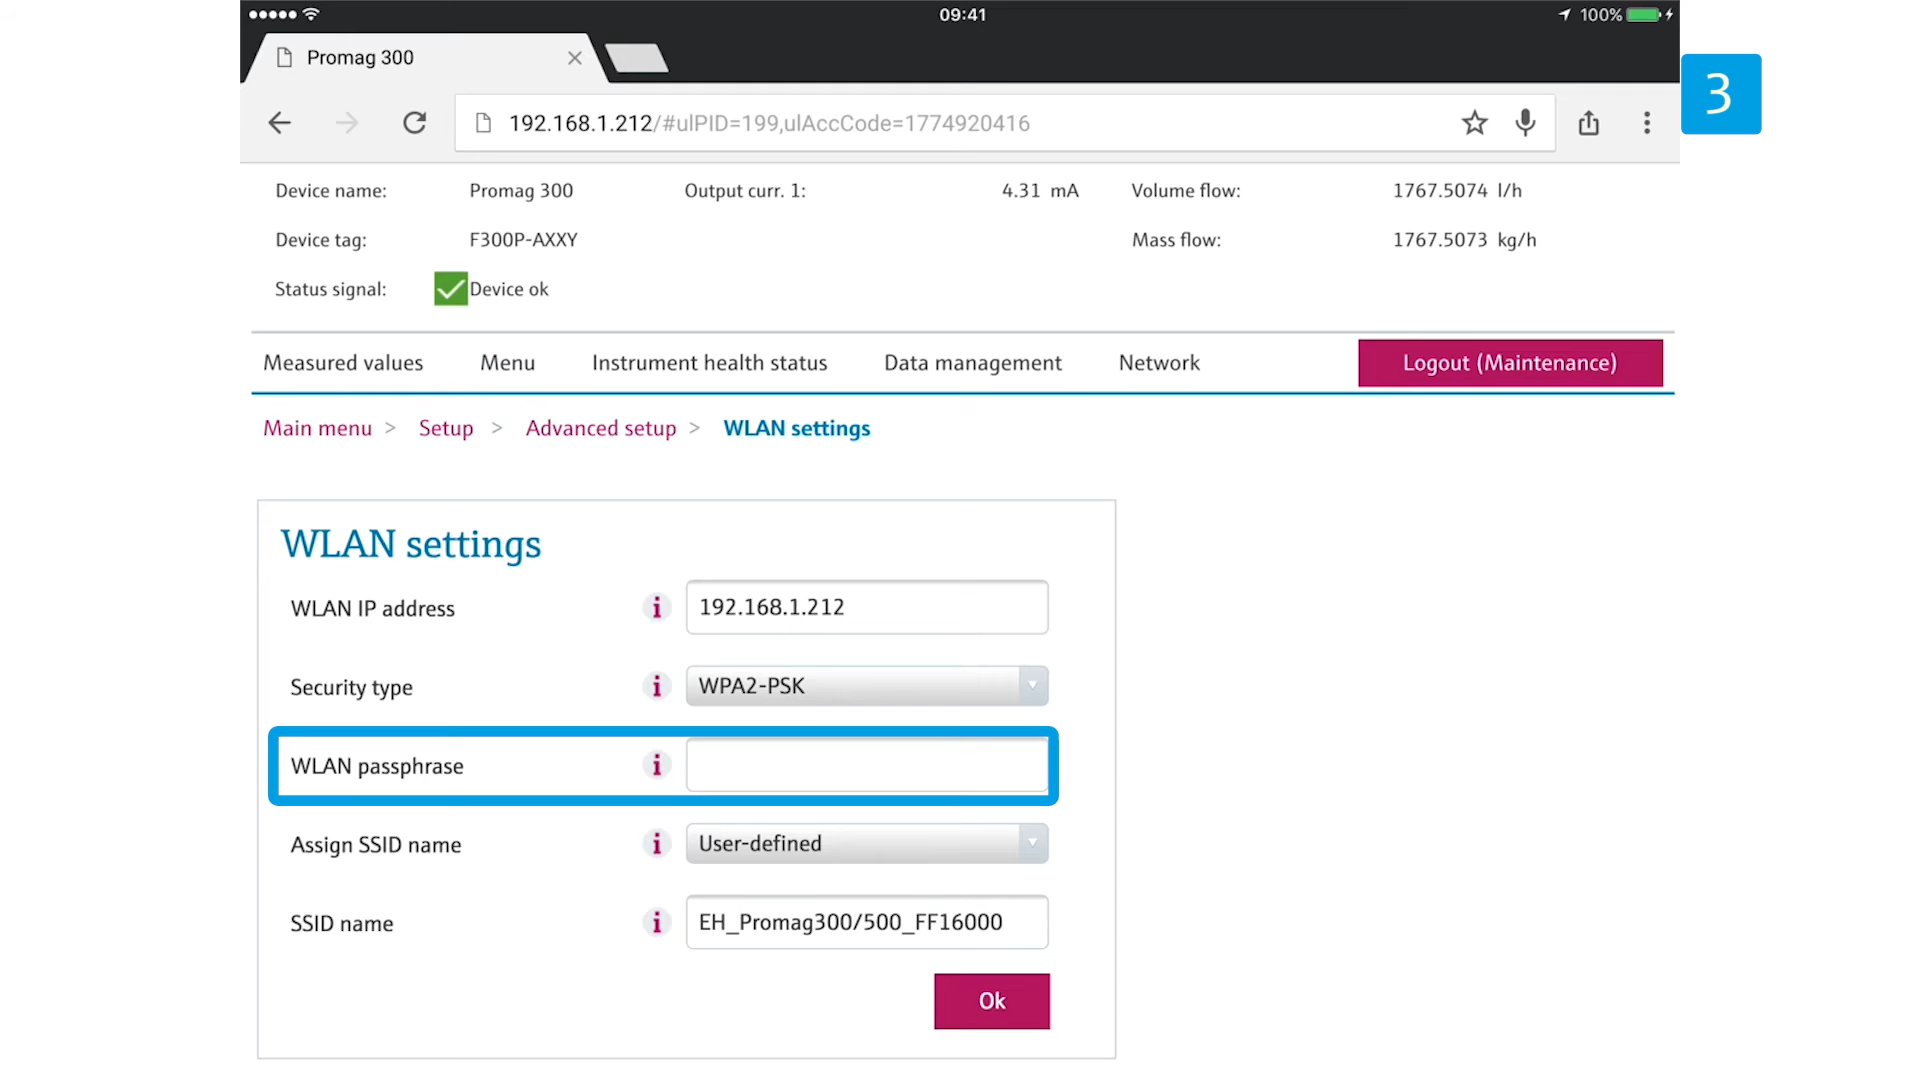 09:41
100%
Promag 300
3
192.168.1.212/#ulPID=199,ulAccCode=1774920416
Device name: Promag 300 Output curr. 1: 4.31 mA Volume flow: 1767.5074 l/h
Device tag: F300P-AXXY Mass flow: 1767.5073 kg/h
Status signal: Device ok
Measured values Menu Instrument health status Data management Network Logout (Maintenance)
Main menu > Setup > Advanced setup > WLAN settings
WLAN settings
WLAN IP address i 192.168.1.212
Security type i WPA2-PSK
WLAN passphrase i
Assign SSID name i User-defined
SSID name i EH_Promag300/500_FF16000
Ok